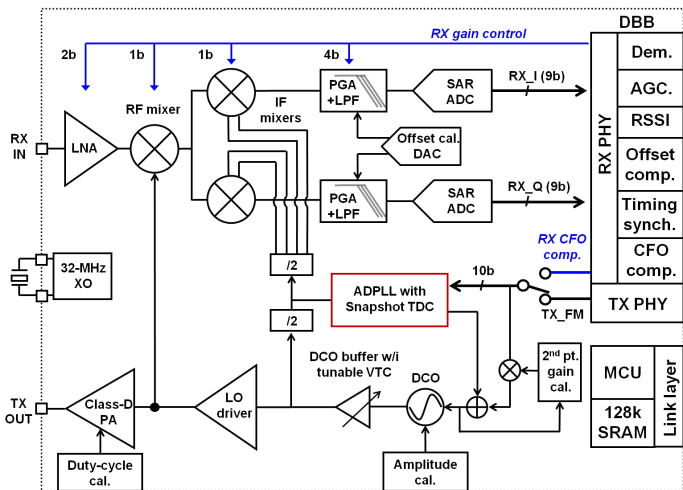 DBB
RX gain control
2b
1b
1b
4b
Dem.
AGC.
RSSI
Offset
comp.
Timing
synch.
CFO
comp.
RX PHY
TX PHY
RF mixer
IF
mixers
PGA
+LPF
SAR
ADC
RX_I (9b)
RX
IN
LNA
Offset cal.
DAC
PGA
+LPF
SAR
ADC
RX_Q (9b)
RX CFO
comp.
32-MHz
XO
/2
ADPLL with
Snapshot TDC
10b
TX_FM
/2
DCO buffer w/i
tunable VTC
DCO
2nd pt.
gain
cal.
MCU
128k
SRAM
Link layer
TX
OUT
Class-D
PA
LO
driver
Duty-cycle
cal.
Amplitude
cal.